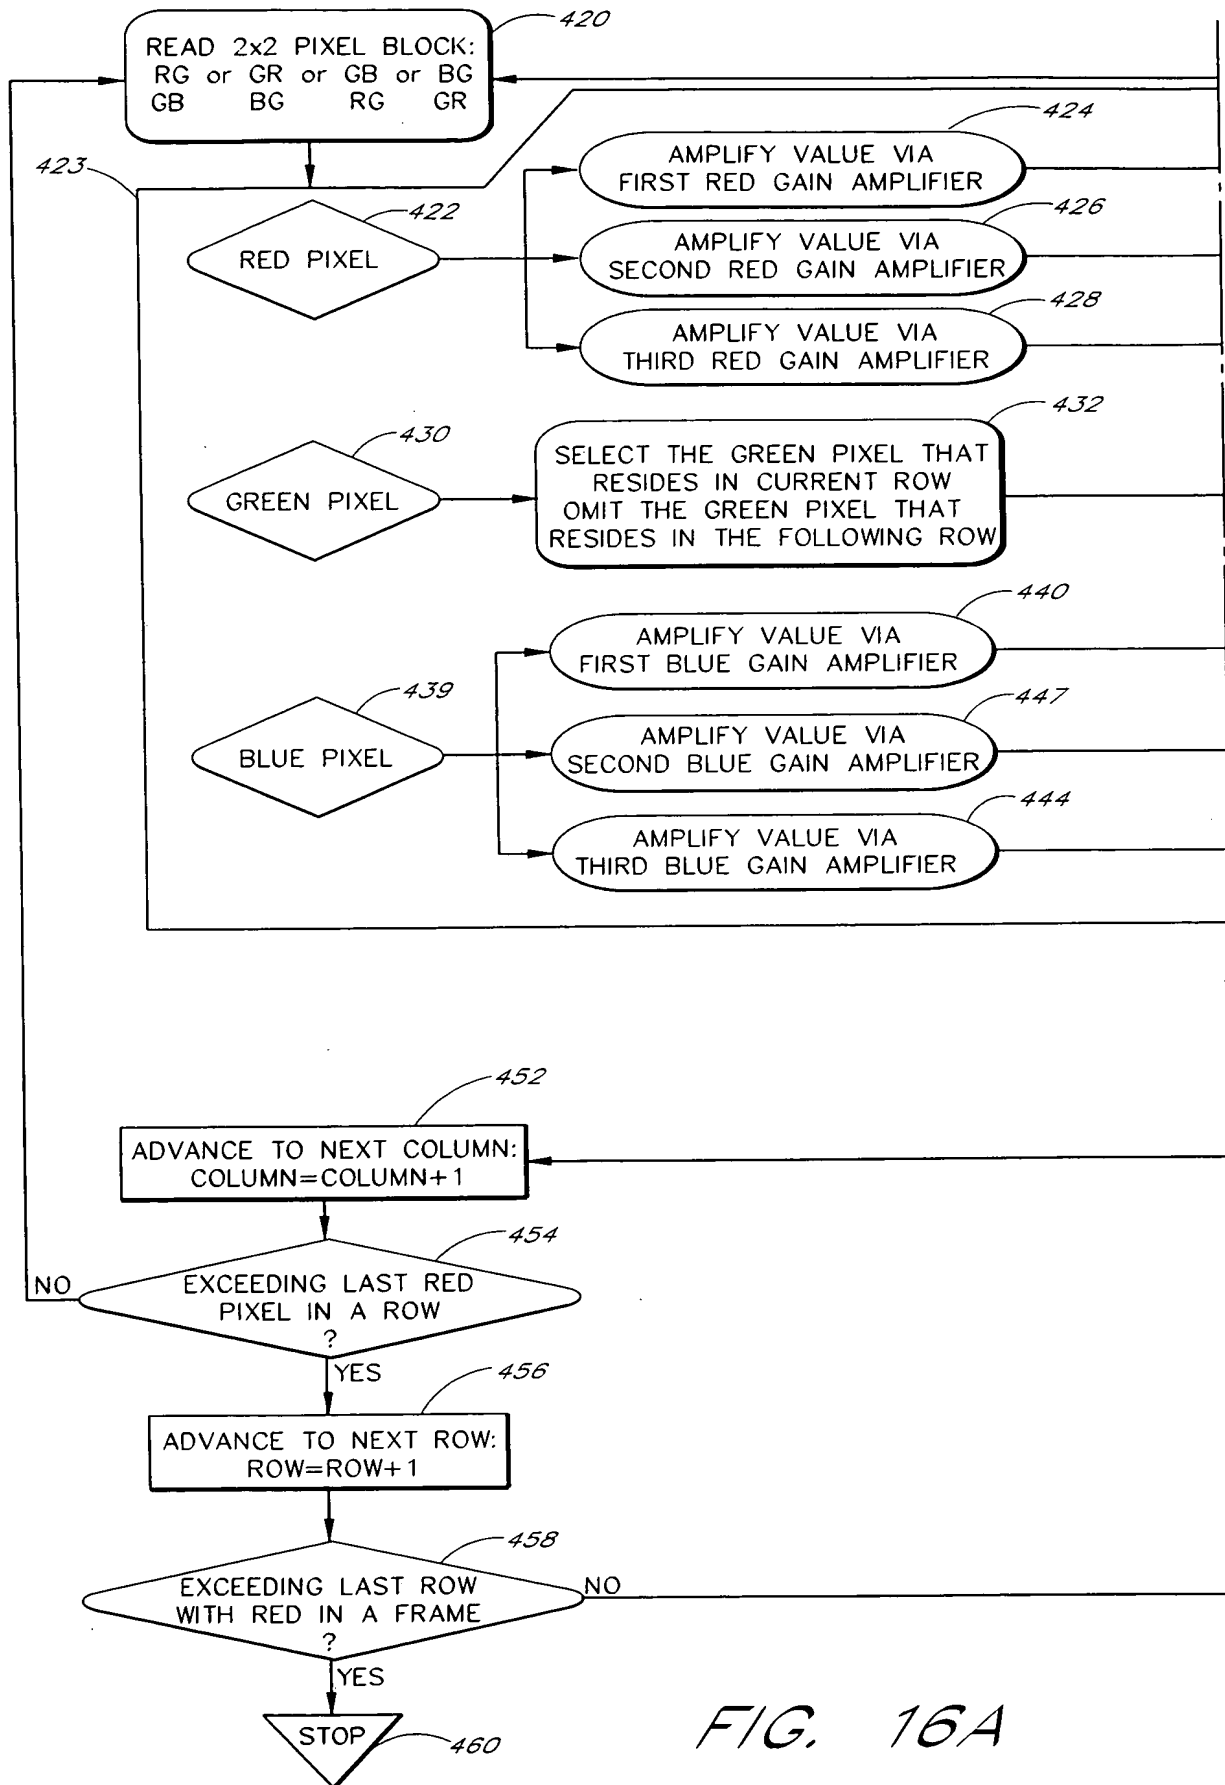 420
READ 2x2 PIXEL BLOCK:
RG or GR or GB or BG
GB BG RG GR
423
422
RED PIXEL
424
AMPLIFY VALUE VIA
FIRST RED GAIN AMPLIFIER
426
AMPLIFY VALUE VIA
SECOND RED GAIN AMPLIFIER
428
AMPLIFY VALUE VIA
THIRD RED GAIN AMPLIFIER
430
GREEN PIXEL
432
SELECT THE GREEN PIXEL THAT
RESIDES IN CURRENT ROW
OMIT THE GREEN PIXEL THAT
RESIDES IN THE FOLLOWING ROW
439
BLUE PIXEL
440
AMPLIFY VALUE VIA
FIRST BLUE GAIN AMPLIFIER
447
AMPLIFY VALUE VIA
SECOND BLUE GAIN AMPLIFIER
444
AMPLIFY VALUE VIA
THIRD BLUE GAIN AMPLIFIER
452
ADVANCE TO NEXT COLUMN:
COLUMN=COLUMN+1
454
NO
EXCEEDING LAST RED
PIXEL IN A ROW
?
YES
456
ADVANCE TO NEXT ROW:
ROW=ROW+1
458
EXCEEDING LAST ROW
WITH RED IN A FRAME
?
NO
YES
STOP
460
FIG. 16A